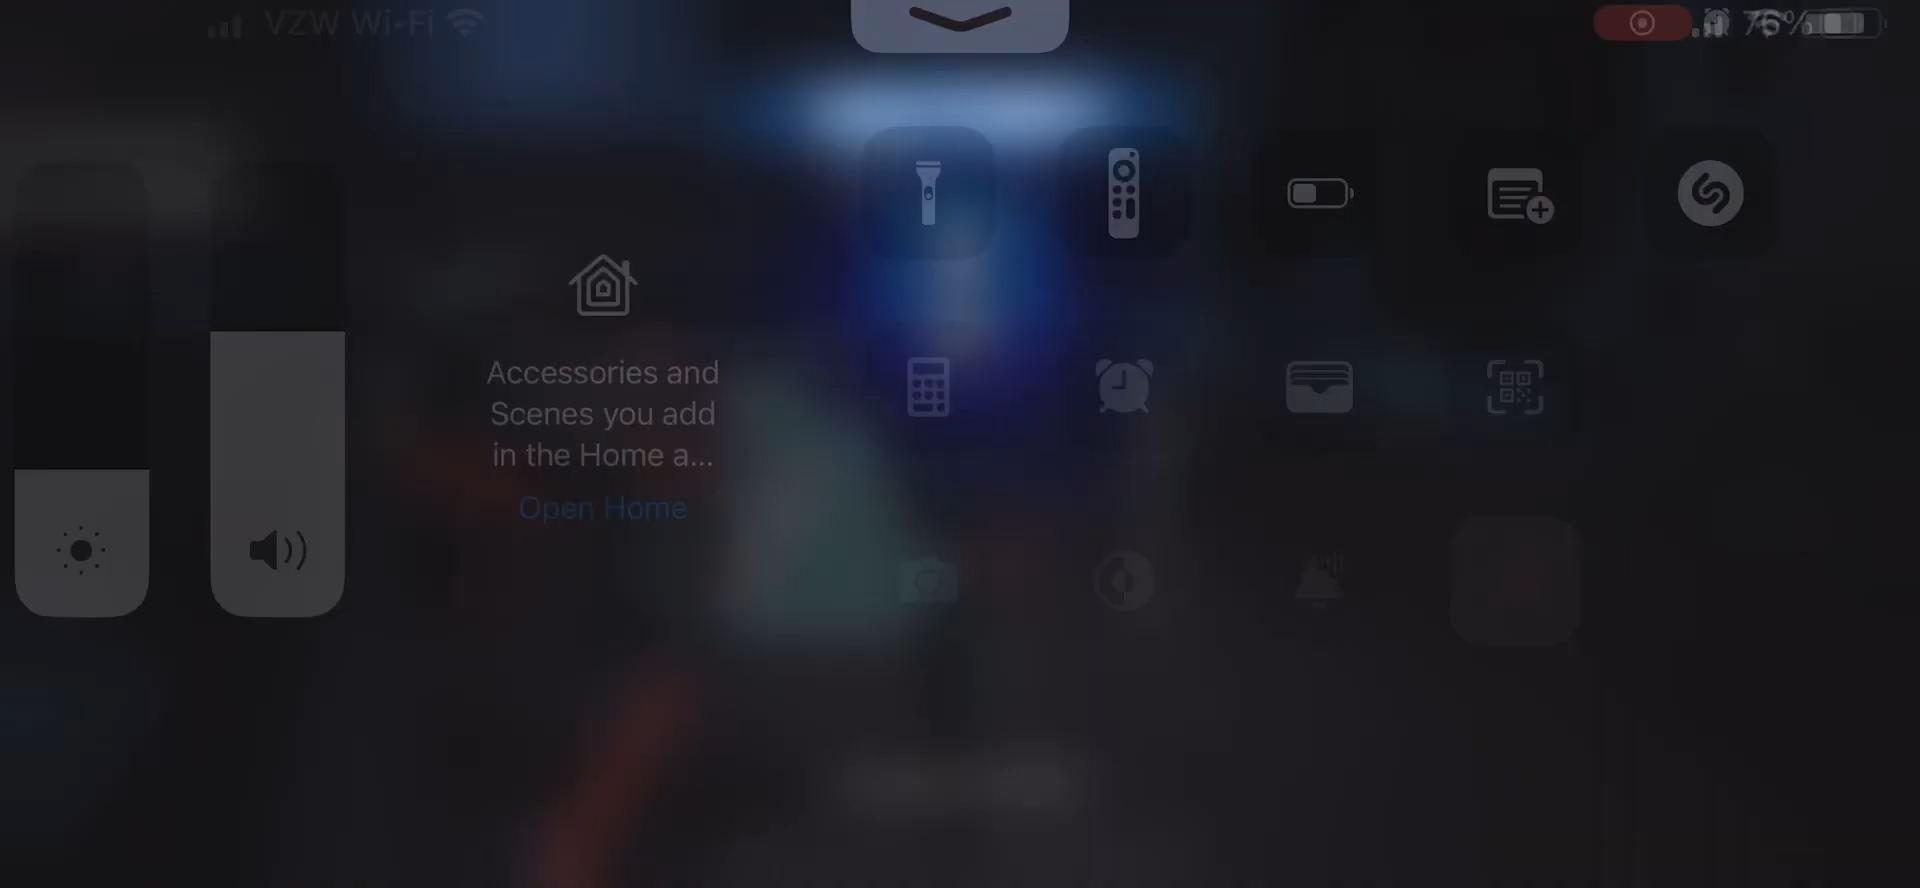 VZW Wi-Fi
76%
Accessories and
Scenes you add
in the Home a...
Open Home